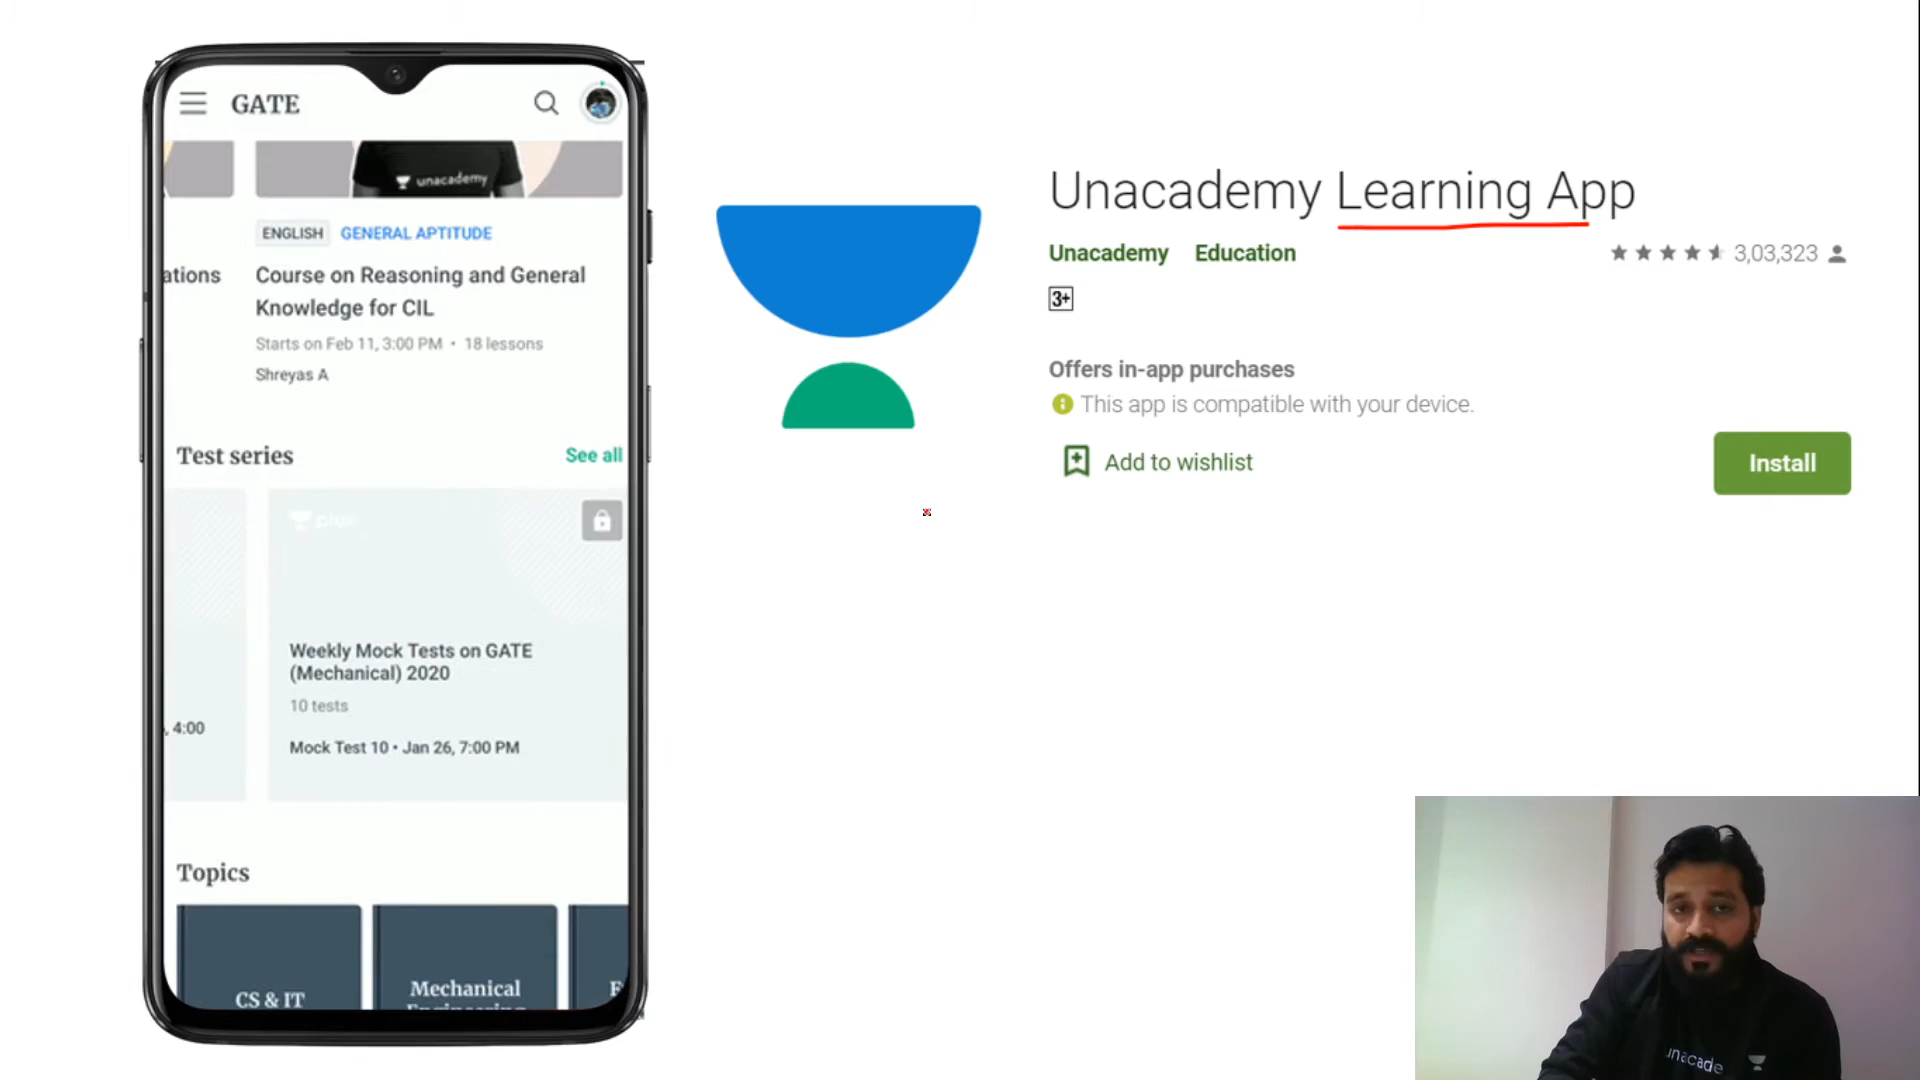 GATE
unacademy
ENGLISH GENERAL APTITUDE
ations
Course on Reasoning and General
Knowledge for CIL
Starts on Feb 11, 3:00 PM • 18 lessons
Shreyas A
Test series
See all
plus
Weekly Mock Tests on GATE
(Mechanical) 2020
10 tests
, 4:00
Mock Test 10 • Jan 26, 7:00 PM
Topics
CS & IT
Mechanical
Engineering
Unacademy Learning App
Unacademy Education
3,03,323
3+
Offers in-app purchases
This app is compatible with your device.
Add to wishlist
Install
unacade